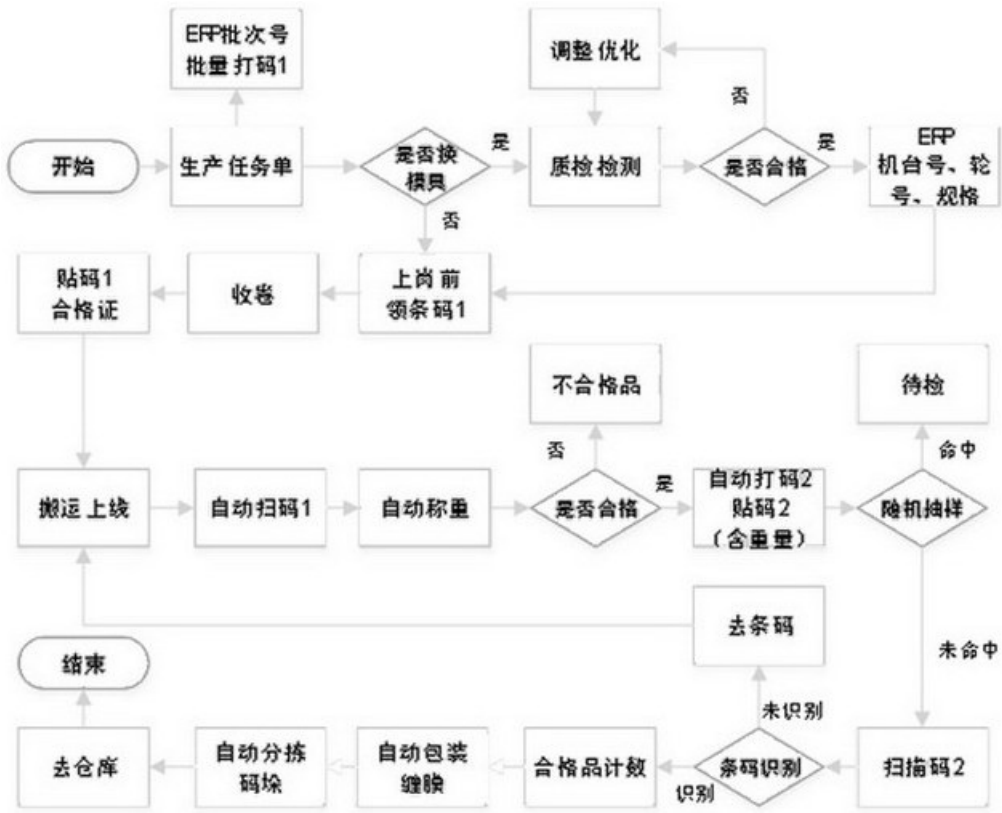 ERP批次号
批量打码1
调整优化
否
开始
生产任务单
是否换
模具
是
质检检测
是否合格
是
ERP
机台号、轮
号、规格
否
贴码1
合格证
收卷
上岗前
领条码1
不合格品
待检
否
命中
搬运上线
自动扫码1
自动称重
是否合格
是
自动打码2
贴码2
（含重量）
随机抽样
去条码
未命中
结束
未识别
去仓库
自动分拣
码垛
自动包装
缠膜
合格品计数
识别
条码识别
扫描码2